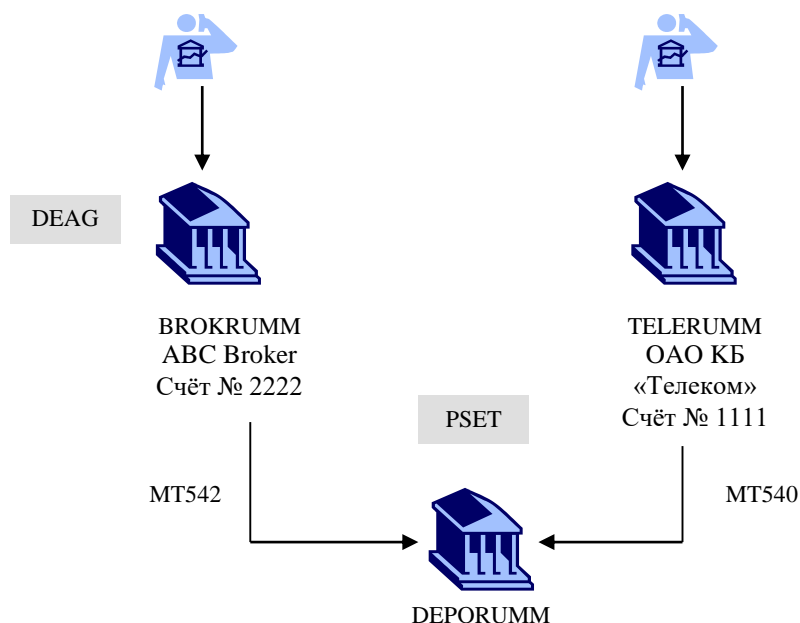 DEAG
BROKRUMM
ABC Broker
Счёт № 2222
TELERUMM
ОАО КБ
«Телеком»
Счёт № 1111
PSET
MT542
MT540
DEPORUMM